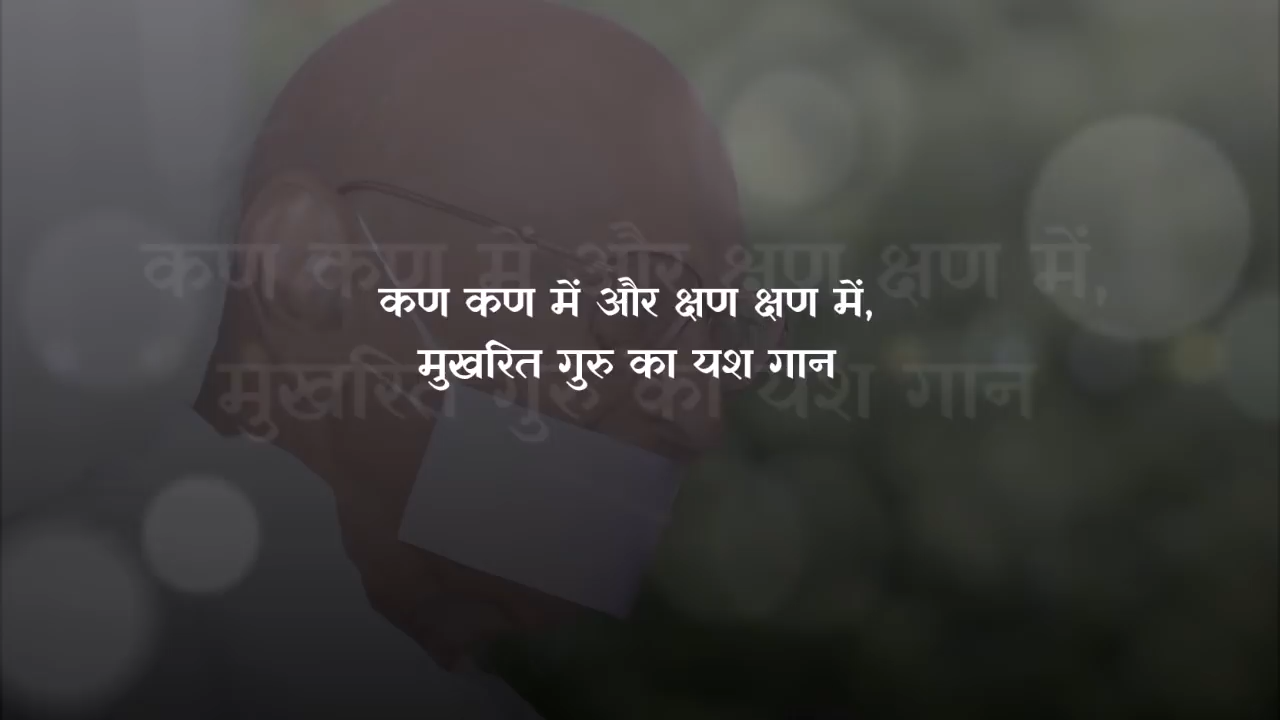 कण कण में और क्षण क्षण में,
मुखरित गुरु का यश गान